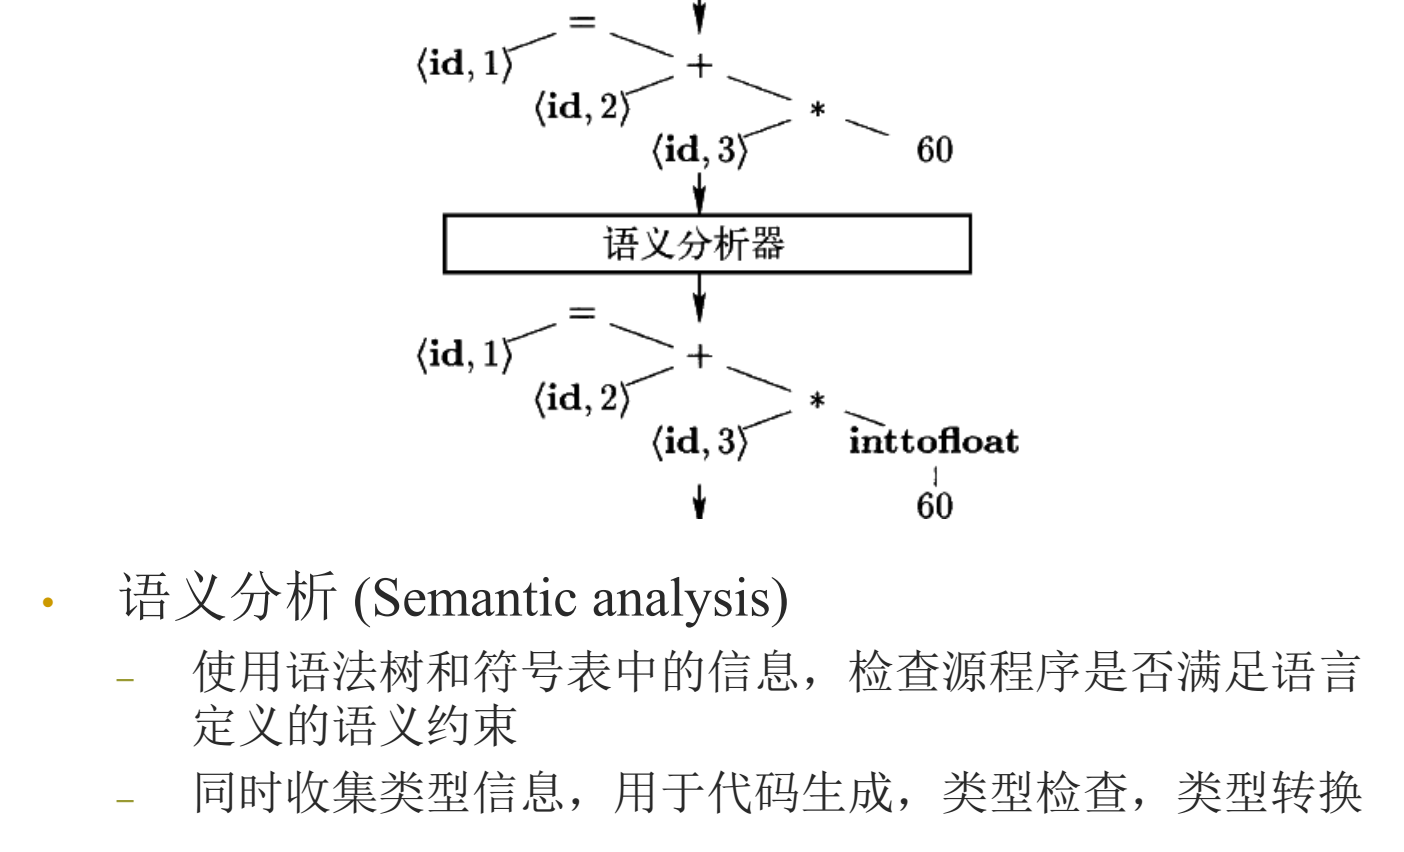 =
⟨id, 1⟩
+
⟨id, 2⟩
*
⟨id, 3⟩
60
语义分析器
=
⟨id, 1⟩
+
⟨id, 2⟩
*
⟨id, 3⟩
inttofloat
60
• 语义分析 (Semantic analysis)
– 使用语法树和符号表中的信息，检查源程序是否满足语言
定义的语义约束
– 同时收集类型信息，用于代码生成，类型检查，类型转换